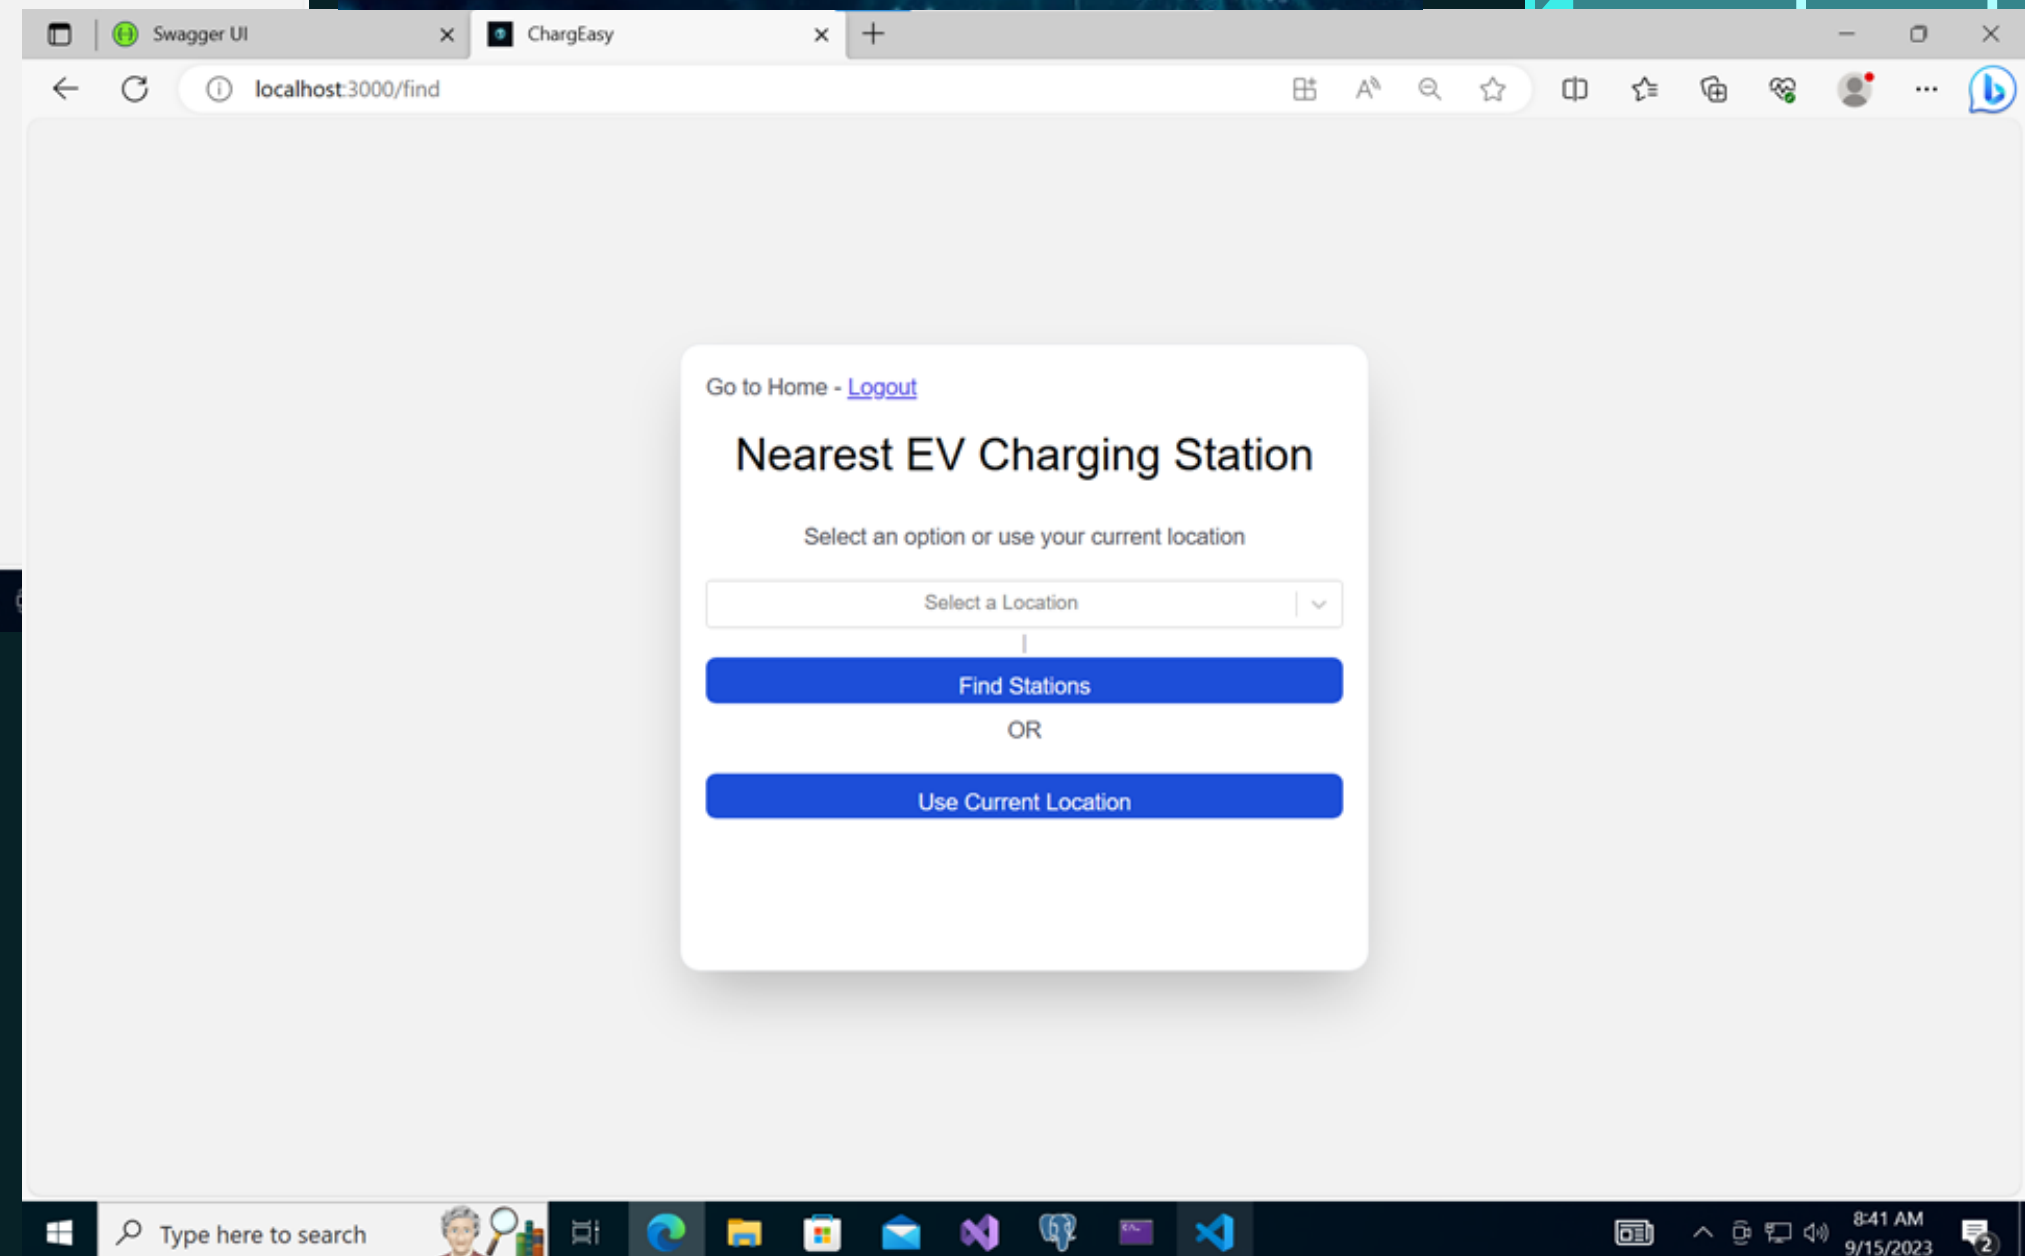 Swagger UI
ChargEasy
localhost:3000/find
Go to Home - Logout
Nearest EV Charging Station
Select an option or use your current location
Select a Location
Find Stations
OR
Use Current Location
Type here to search
8:41 AM
9/15/2023
2